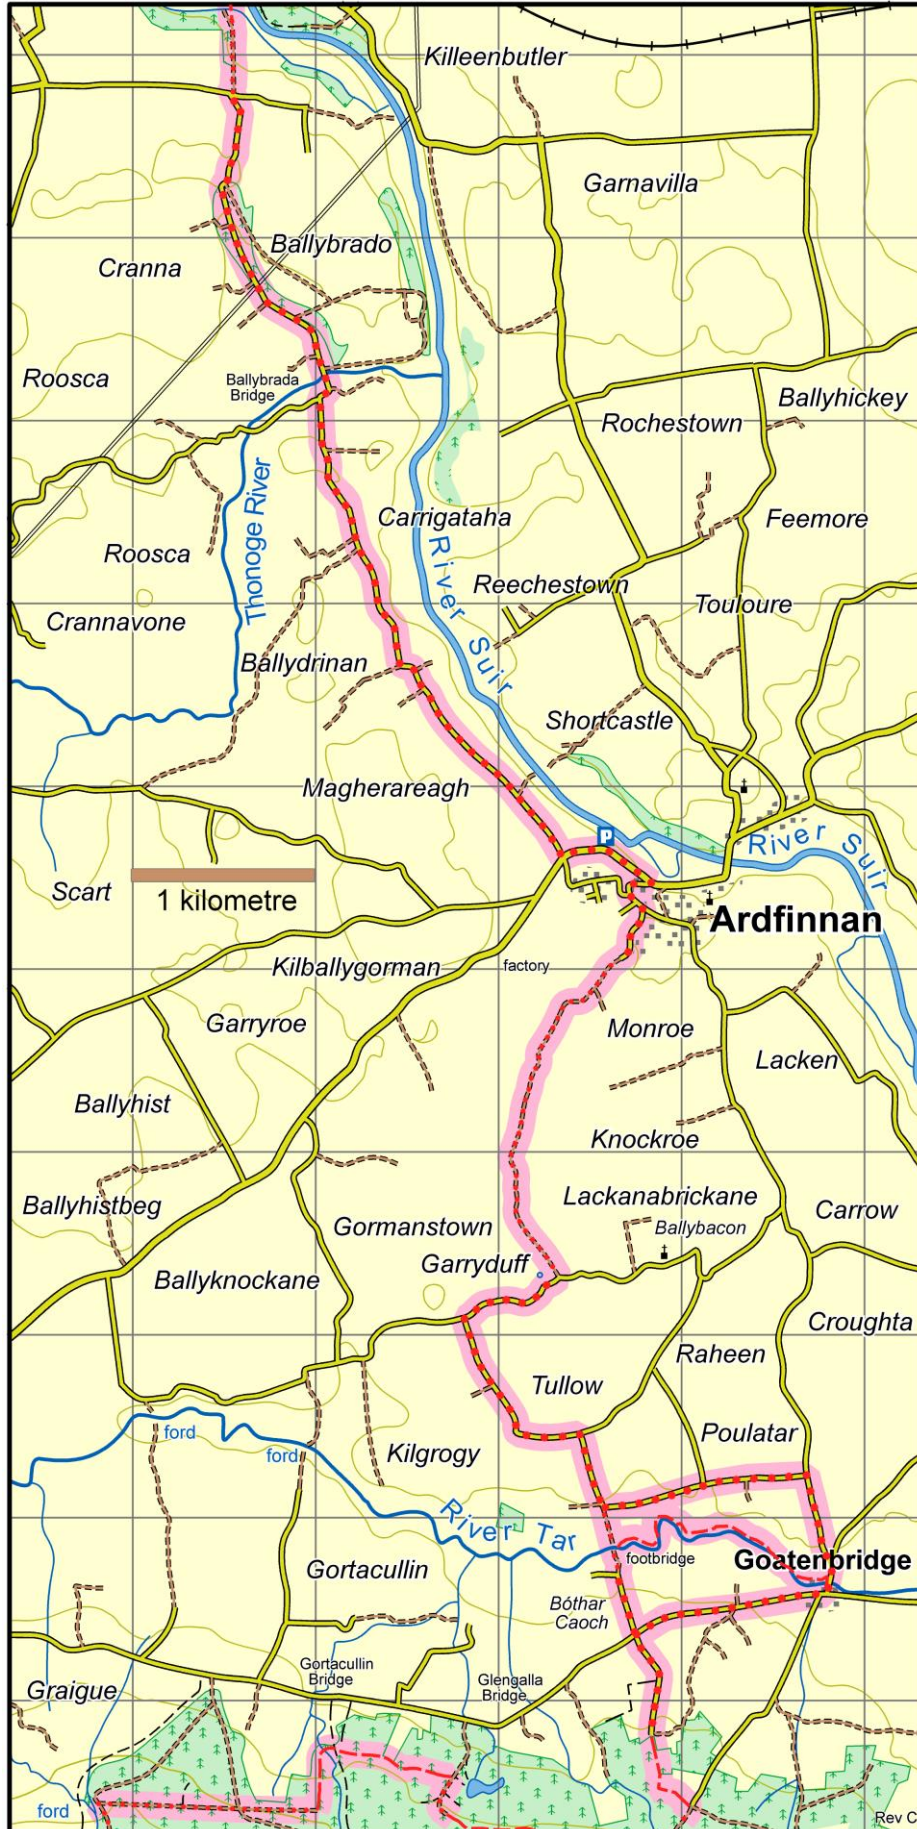 Killeenbutler
Garnavilla
Ballybrado
Cranna
Roosca
Ballybrada
Bridge
Ballyhickey
Rochestown
Thonoge River
Carrigataha
Feemore
River Suir
Roosca
Reechestown
Touloure
Crannavone
Ballydrinan
Shortcastle
Magherareagh
P
River Suir
Scart
1 kilometre
Ardfinnan
Kilballygorman
factory
Garryroe
Monroe
Lacken
Ballyhist
Knockroe
Lackanabrickane
Ballyhistbeg
Gormanstown
Ballybacon
Carrow
Garryduff
Ballyknockane
Croughta
Raheen
Tullow
Poulatar
ford
ford
Kilgrogy
River Tar
footbridge
Goatenbridge
Gortacullin
Bóthar
Caoch
Gortacullin
Bridge
Glengalla
Bridge
Graigue
ford
Rev C